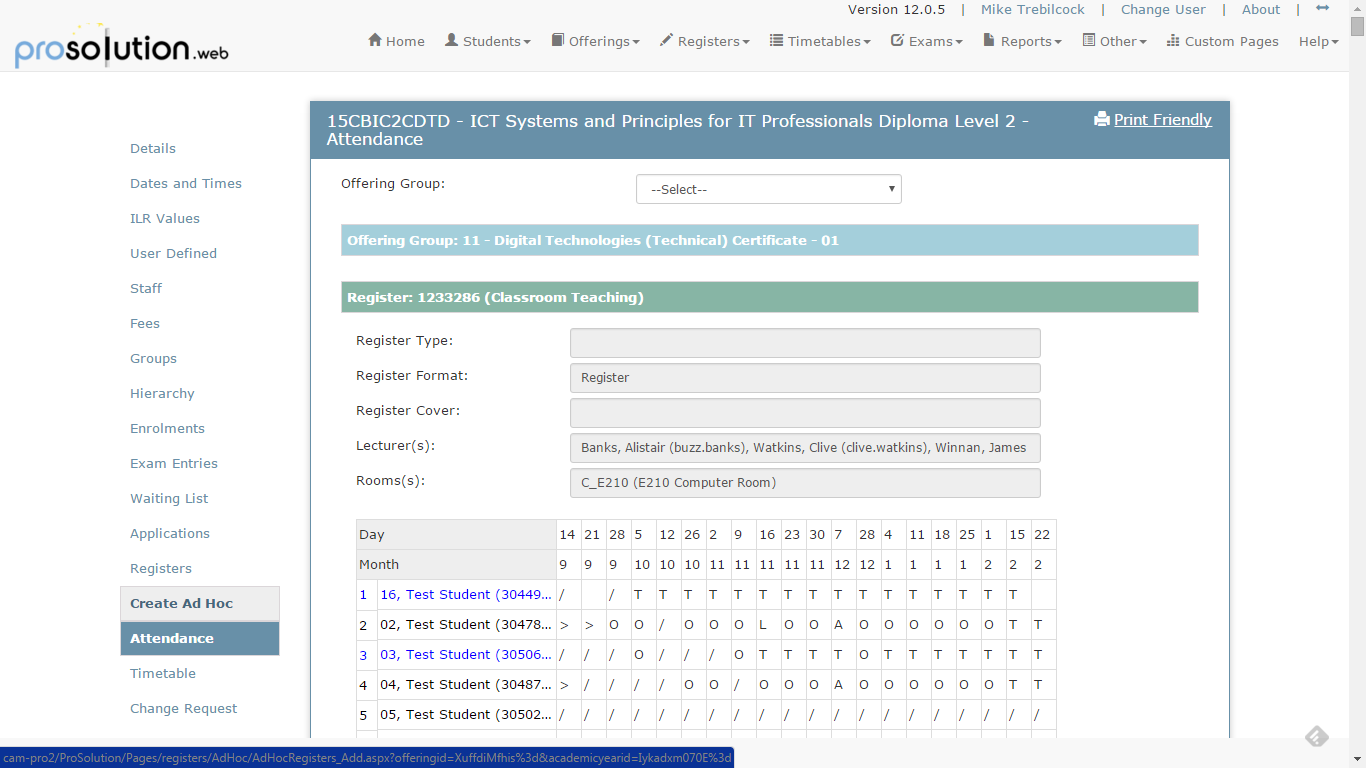 Version 12.0.5 | Mike Trebilcock | Change User | About |
prosolution.web
Home Students Offerings Registers Timetables Exams Reports Other Custom Pages Help
15CBIC2CDTD - ICT Systems and Principles for IT Professionals Diploma Level 2 -
Attendance
Print Friendly
Details
Dates and Times
ILR Values
User Defined
Staff
Fees
Groups
Hierarchy
Enrolments
Exam Entries
Waiting List
Applications
Registers
Create Ad Hoc
Attendance
Timetable
Change Request
Offering Group: --Select--
Offering Group: 11 - Digital Technologies (Technical) Certificate - 01
Register: 1233286 (Classroom Teaching)
Register Type:
Register Format: Register
Register Cover:
Lecturer(s): Banks, Alistair (buzz.banks), Watkins, Clive (clive.watkins), Winnan, James
Rooms(s): C_E210 (E210 Computer Room)
Day 14 21 28 5 12 26 2 9 16 23 30 7 28 4 11 18 25 1 15 22
Month 9 9 9 10 10 10 11 11 11 11 11 12 12 1 1 1 1 2 2 2
1 16, Test Student (30449... / / T T T T T T T T T T T T T T T T
2 02, Test Student (30478... > > O O / O O O L O O A O O O O O O T T
3 03, Test Student (30506... / / / O / / / O T T T T O T T T T T T T
4 04, Test Student (30487... > / / / / O O / O O O A O O O O O O T T
5 05, Test Student (30502... / / / / / / / / / / / / / / / / / / / /
cam-pro2/ProSolution/Pages/registers/AdHoc/AdHocRegisters_Add.aspx?offeringid=XuffdiMfhis%3d&academicyearid=Iykadxm070E%3d